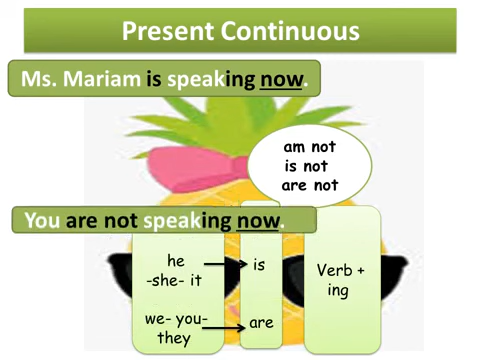 Present Continuous
Ms. Mariam is speaking now.
am not
is not
are not
You are not speaking now.
he
-she- it
is
Verb +
ing
we- you-
they
are